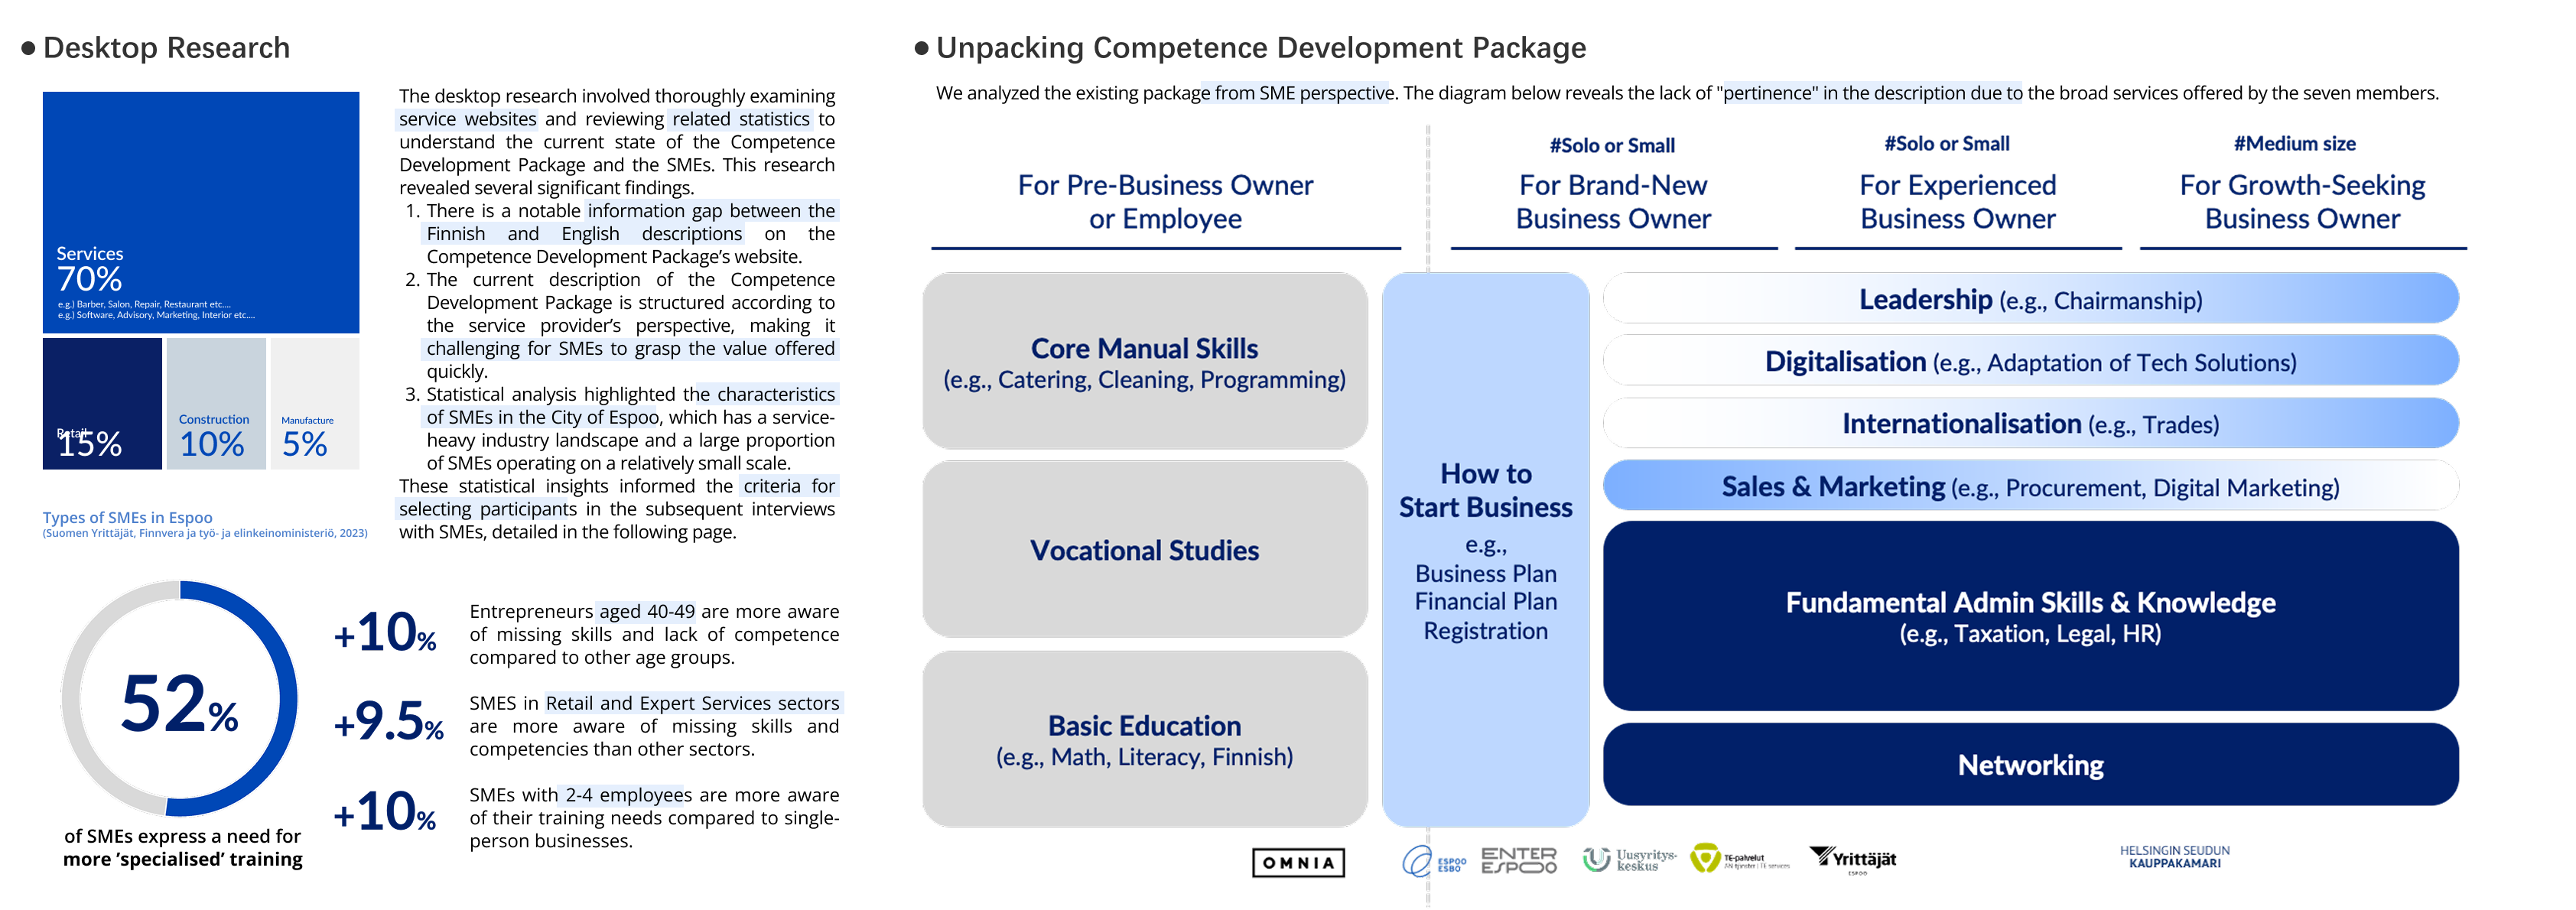 Desktop Research
Services
70%
e.g.) Barber, Salon, Repair, Restaurant etc....
e.g.) Software, Advisory, Marketing, Interior etc....
Retail
15%
Construction
10%
Manufacture
5%
Types of SMEs in Espoo
(Suomen Yrittäjät, Finnvera ja työ- ja elinkeinoministeriö, 2023)
The desktop research involved thoroughly examining
service websites and reviewing related statistics to
understand the current state of the Competence
Development Package and the SMEs. This research
revealed several significant findings.
1. There is a notable information gap between the
Finnish and English descriptions on the
Competence Development Package's website.
2. The current description of the Competence
Development Package is structured according to
the service provider's perspective, making it
challenging for SMEs to grasp the value offered
quickly.
3. Statistical analysis highlighted the characteristics
of SMEs in the City of Espoo, which has a service-
heavy industry landscape and a large proportion
of SMEs operating on a relatively small scale.
These statistical insights informed the criteria for
selecting participants in the subsequent interviews
with SMEs, detailed in the following page.
52%
of SMEs express a need for
more 'specialised' training
+10%
Entrepreneurs aged 40-49 are more aware
of missing skills and lack of competence
compared to other age groups.
+9.5%
SMES in Retail and Expert Services sectors
are more aware of missing skills and
competencies than other sectors.
+10%
SMEs with 2-4 employees are more aware
of their training needs compared to single-
person businesses.
Unpacking Competence Development Package
We analyzed the existing package from SME perspective. The diagram below reveals the lack of "pertinence" in the description due to the broad services offered by the seven members.
For Pre-Business Owner
or Employee
#Solo or Small
For Brand-New
Business Owner
#Solo or Small
For Experienced
Business Owner
#Medium size
For Growth-Seeking
Business Owner
Core Manual Skills
(e.g., Catering, Cleaning, Programming)
Vocational Studies
Basic Education
(e.g., Math, Literacy, Finnish)
How to
Start Business
e.g.,
Business Plan
Financial Plan
Registration
Leadership (e.g., Chairmanship)
Digitalisation (e.g., Adaptation of Tech Solutions)
Internationalisation (e.g., Trades)
Sales & Marketing (e.g., Procurement, Digital Marketing)
Fundamental Admin Skills & Knowledge
(e.g., Taxation, Legal, HR)
Networking
OMNIA
ESPOO
ESBO
ENTER
ESPOO
Uusyritys-
keskus
TE-palvelut
AN-tjänster | TE services
Yrittäjät
ESPOO
HELSINGIN SEUDUN
KAUPPAKAMARI